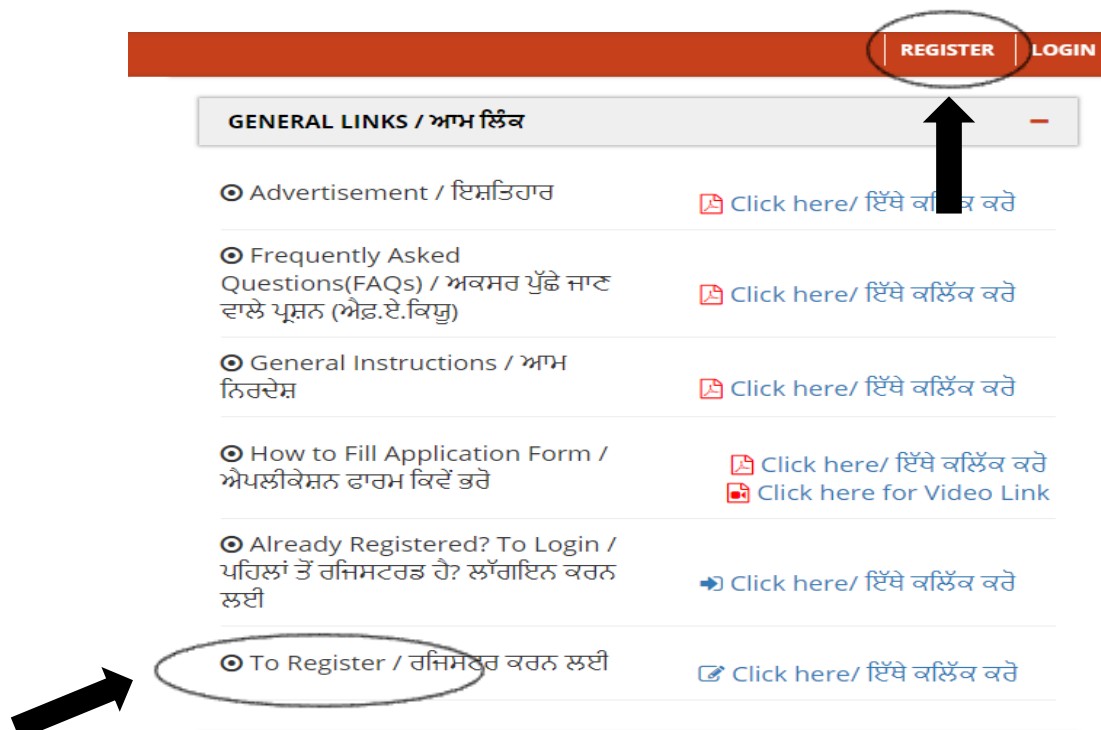 REGISTER LOGIN
GENERAL LINKS / ਆਮ ਲਿੰਕ
Advertisement / ਇਸ਼ਤਿਹਾਰ
Click here/ ਇੱਥੇ ਕਲਿੱਕ ਕਰੋ
Frequently Asked
Questions(FAQs) / ਅਕਸਰ ਪੁੱਛੇ ਜਾਣ
ਵਾਲੇ ਪ੍ਰਸ਼ਨ (ਐਫ਼.ਏ.ਕਿਯੂ)
Click here/ ਇੱਥੇ ਕਲਿੱਕ ਕਰੋ
General Instructions / ਆਮ
ਨਿਰਦੇਸ਼
Click here/ ਇੱਥੇ ਕਲਿੱਕ ਕਰੋ
How to Fill Application Form /
ਐਪਲੀਕੇਸ਼ਨ ਫਾਰਮ ਕਿਵੇਂ ਭਰੋ
Click here/ ਇੱਥੇ ਕਲਿੱਕ ਕਰੋ
Click here for Video Link
Already Registered? To Login /
ਪਹਿਲਾਂ ਤੋਂ ਰਜਿਸਟਰਡ ਹੈ? ਲਾੱਗਇਨ ਕਰਨ
ਲਈ
Click here/ ਇੱਥੇ ਕਲਿੱਕ ਕਰੋ
To Register / ਰਜਿਸਟਰ ਕਰਨ ਲਈ
Click here/ ਇੱਥੇ ਕਲਿੱਕ ਕਰੋ